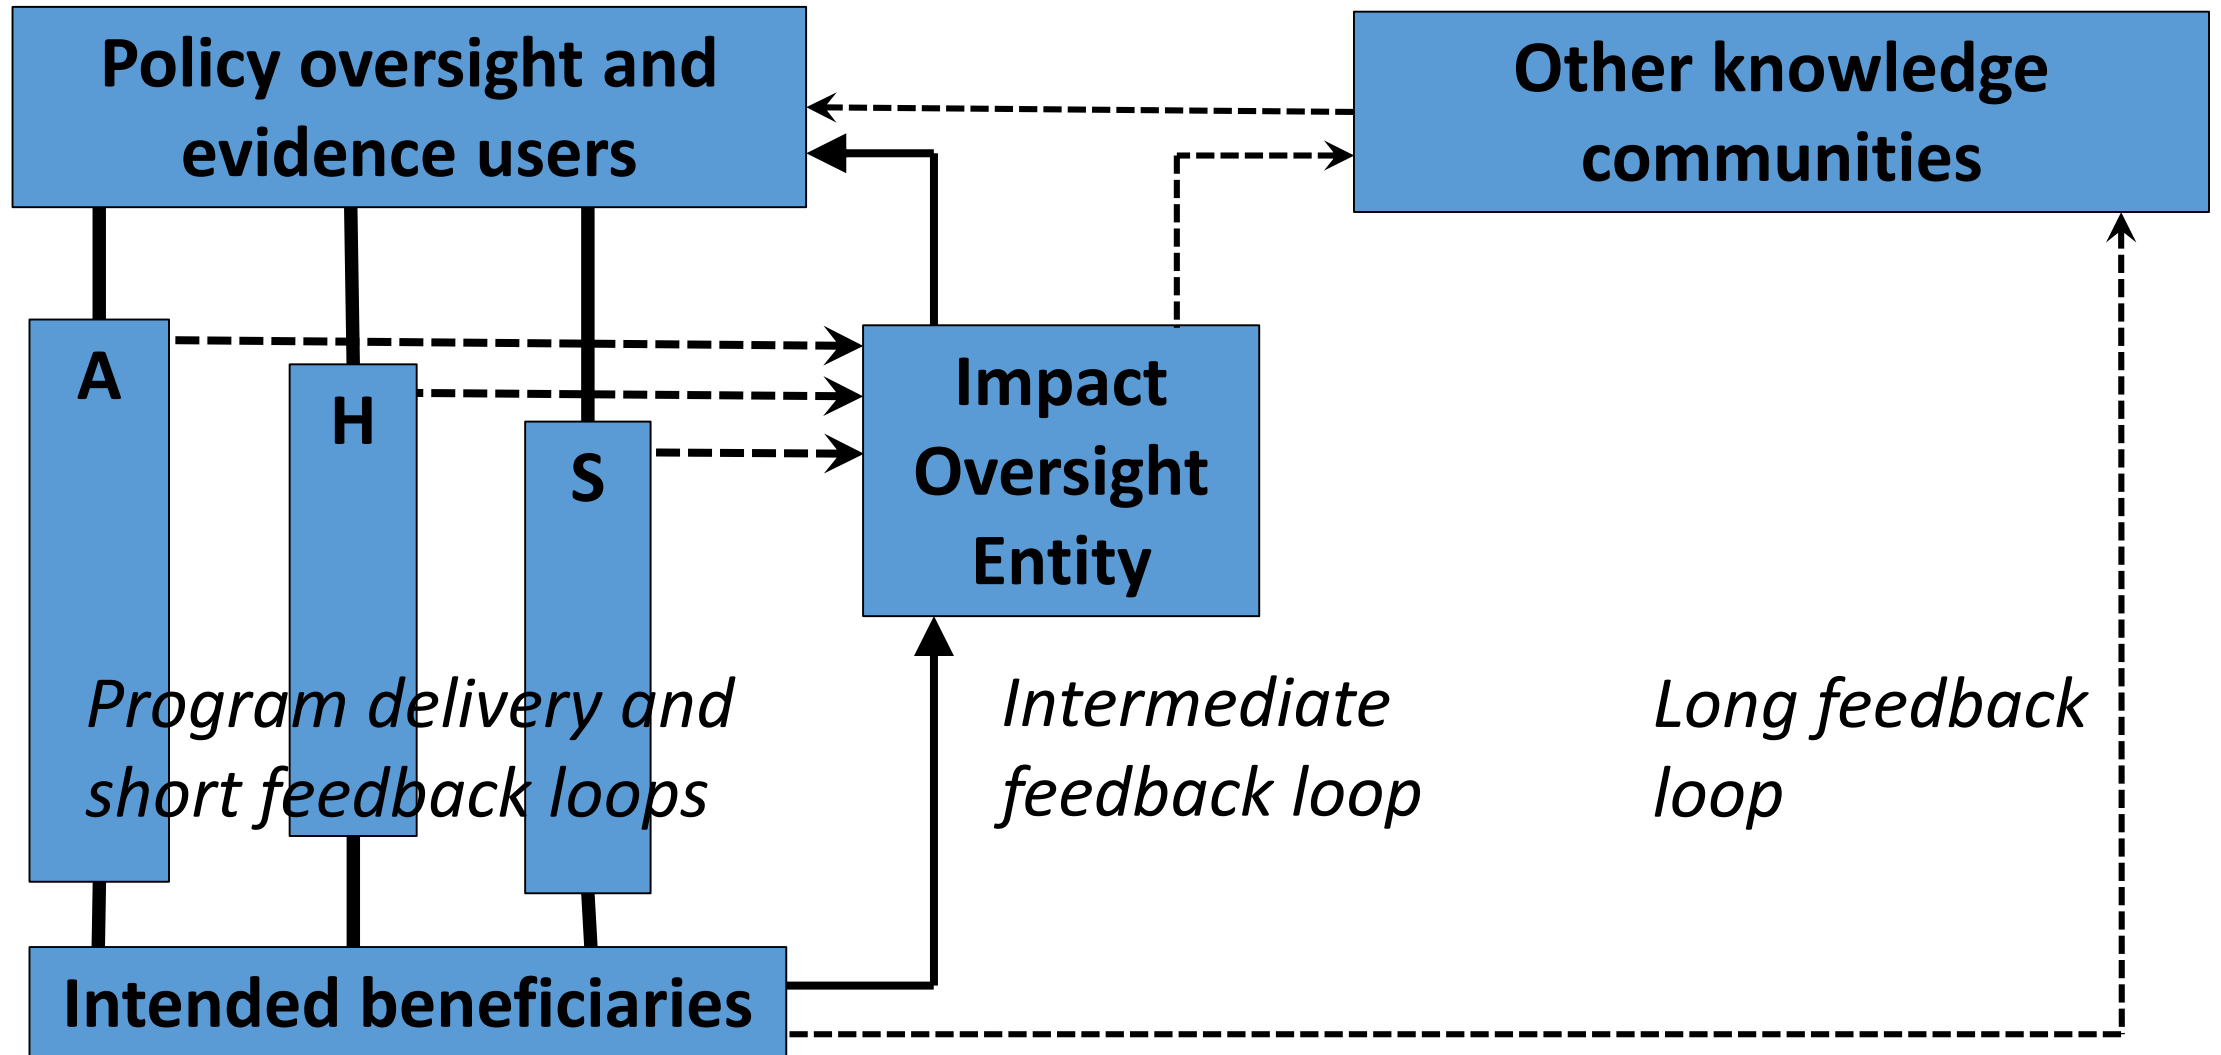 Policy oversight and
evidence users
Other knowledge
communities
A
H
S
Impact
Oversight
Entity
Program delivery and
short feedback loops
Intermediate
feedback loop
Long feedback
loop
Intended beneficiaries